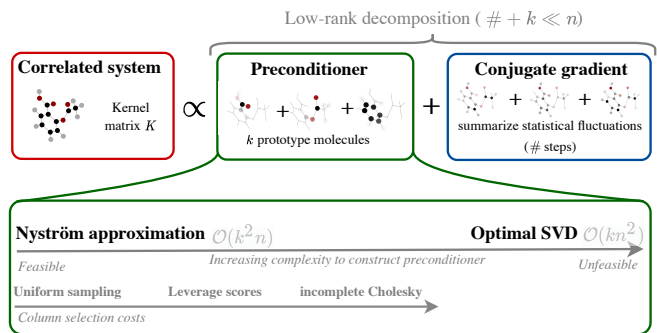 Low-rank decomposition ( # + k ≪ n)
Correlated system
Kernel
matrix K
∝
Preconditioner
+ +
k prototype molecules
+
Conjugate gradient
+ +
summarize statistical fluctuations
(# steps)
Nyström approximation O(k²n)
Optimal SVD O(kn²)
Feasible
Increasing complexity to construct preconditioner
Unfeasible
Uniform sampling Leverage scores incomplete Cholesky
Column selection costs